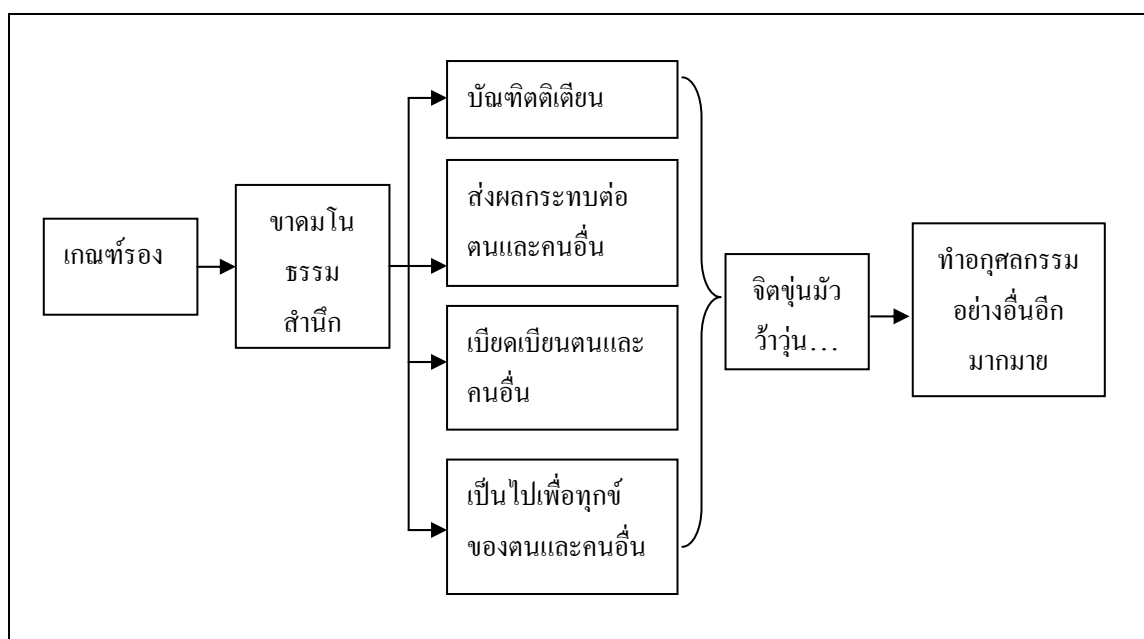 เกณฑ์รอง
ขาดมโน
ธรรม
สำนึก
บัณฑิตติเตียน
ส่งผลกระทบต่อ
ตนและคนอื่น
เบียดเบียนตนและ
คนอื่น
เป็นไปเพื่อทุกข์
ของตนและคนอื่น
จิตขุ่นมัว
ว้าวุ่น...
ทำอกุศลกรรม
อย่างอื่นอีก
มากมาย